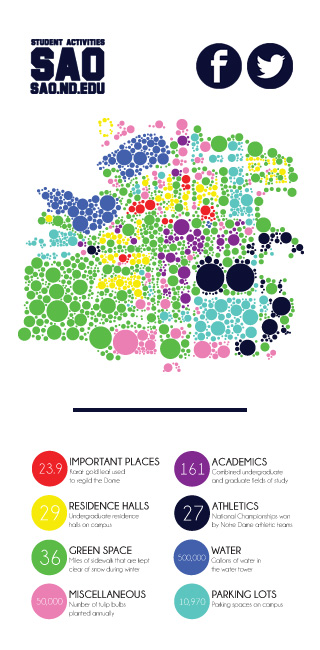 STUDENT ACTIVITIES
SAO
SAO.ND.EDU
f
23.9
IMPORTANT PLACES
Karat gold leaf used
to regild the Dome
161
ACADEMICS
Combined undergraduate
and graduate fields of study
29
RESIDENCE HALLS
Undergraduate residence
halls on campus
27
ATHLETICS
National Championships won
by Notre Dame athletic teams
36
GREEN SPACE
Miles of sidewalk that are kept
clear of snow during winter
500,000
WATER
Gallons of water in
the water tower
50,000
MISCELLANEOUS
Number of tulip bulbs
planted annually
10,970
PARKING LOTS
Parking spaces on campus